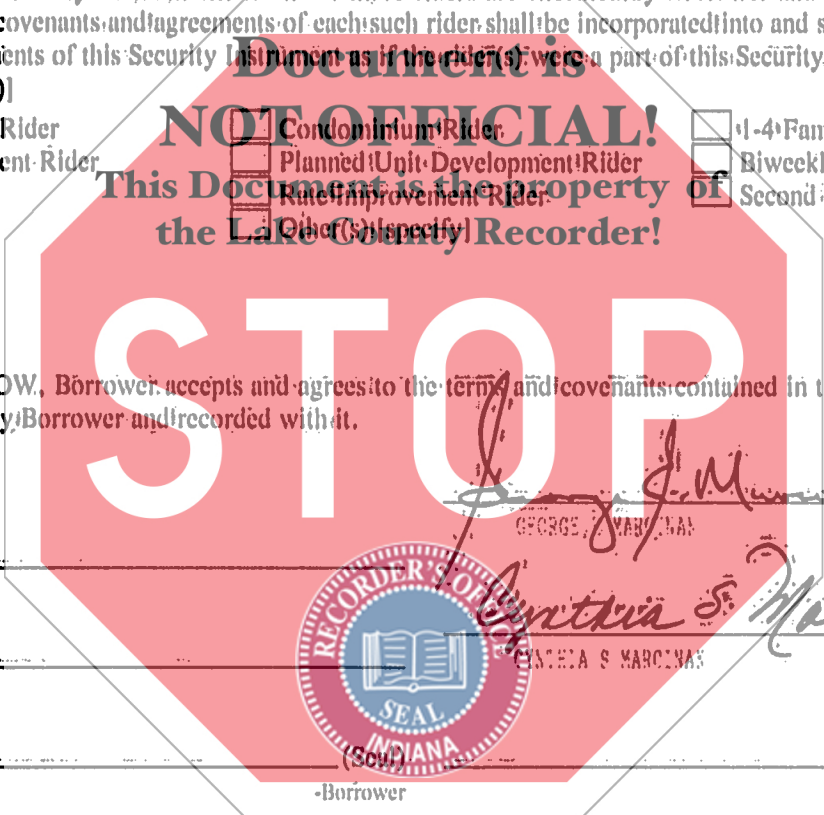 covenants and agreements of each such rider shall be incorporated into and s
ents of this Security Instrument as if the rider(s) were a part of this Security
)]
Document is
NOT OFFICIAL!
This Document is the property of
the Lake County Recorder!
Rider
Condominium Rider
1-4 Fam
ent Rider
Planned Unit Development Rider
Biweekl
Rate Improvement Rider
Second
Other(s) [specify]
STOP
OW, Borrower accepts and agrees to the terms and covenants contained in t
y Borrower and recorded with it.
GEORGE
Cynthia S. Ma
CYNTHIA S MARCINAK
RECORDER'S OFFICE
SEAL
INDIANA
(Seal)
-Borrower